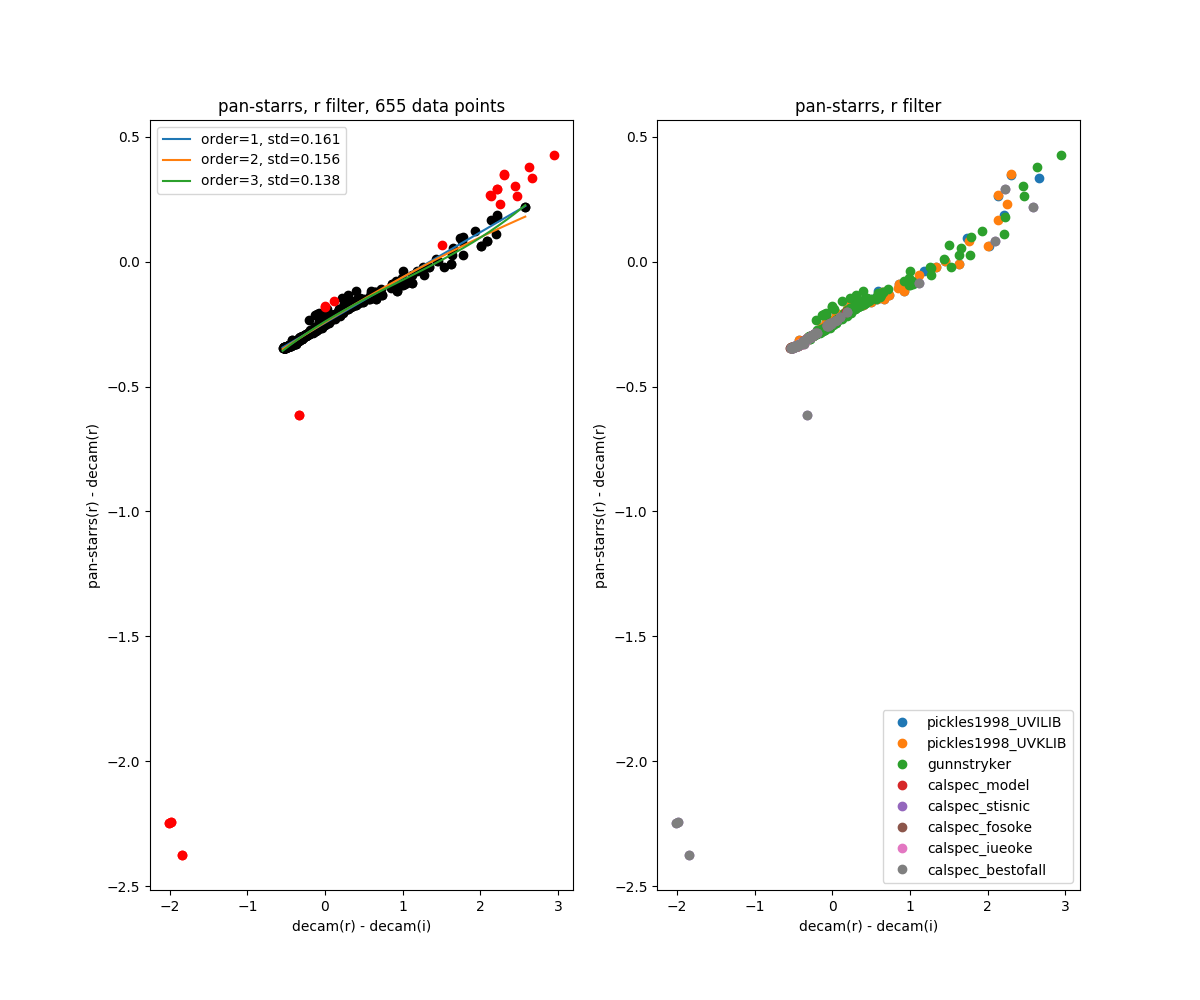 pan-starrs, r filter, 655 data points
order=1, std=0.161
order=2, std=0.156
order=3, std=0.138
0.5
0.0
−0.5
−1.0
−1.5
−2.0
−2.5
pan-starrs(r) - decam(r)
−2 −1 0 1 2 3
decam(r) - decam(i)
pan-starrs, r filter
0.5
0.0
−0.5
−1.0
−1.5
−2.0
−2.5
pan-starrs(r) - decam(r)
pickles1998_UVILIB
pickles1998_UVKLIB
gunnstryker
calspec_model
calspec_stisnic
calspec_fosoke
calspec_iueoke
calspec_bestofall
−2 −1 0 1 2 3
decam(r) - decam(i)